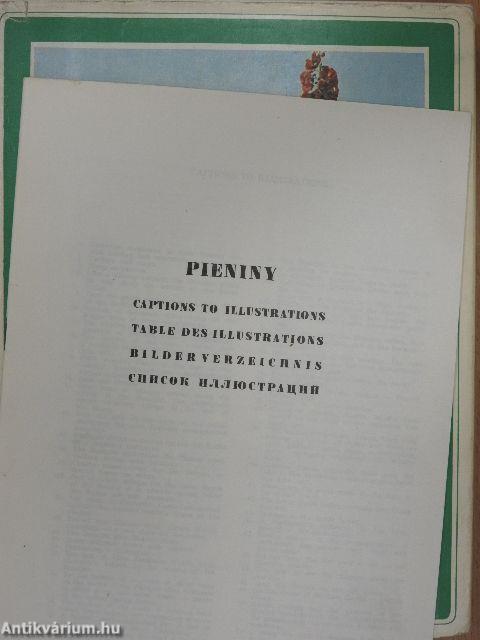 PIENINY
CAPTIONS TO ILLUSTRATIONS
TABLE DES ILLUSTRATIONS
BILDERVERZEICHNIS
СПИСОК ИЛЛЮСТРАЦИЙ
Antikvárium.hu